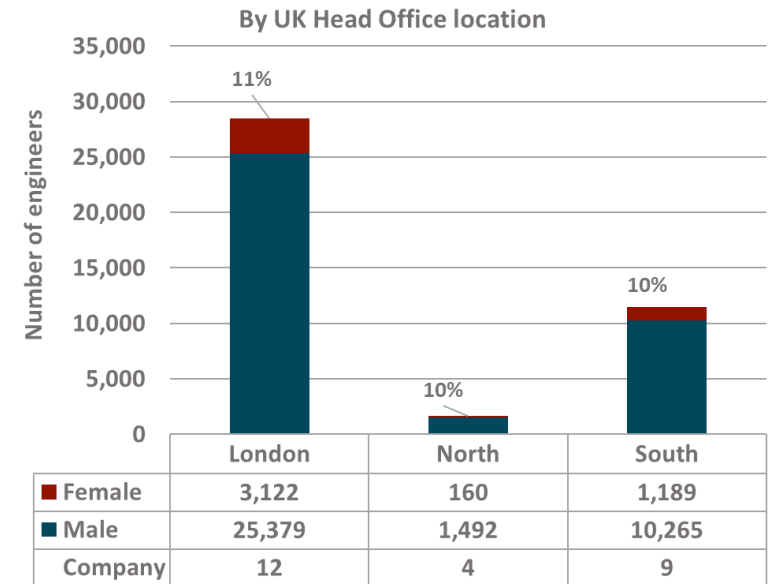 By UK Head Office location
Number of engineers
35,000
30,000
25,000
20,000
15,000
10,000
5,000
0
11%
10%
10%
London North South
Female 3,122 160 1,189
Male 25,379 1,492 10,265
Company 12 4 9